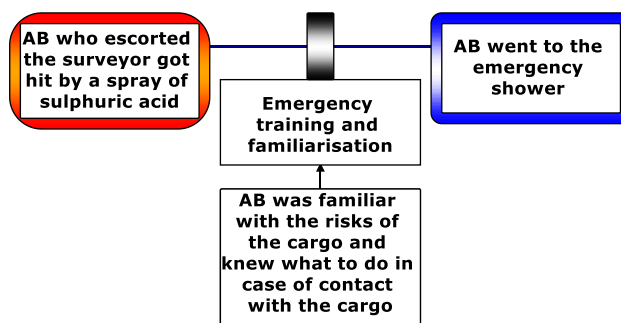 AB who escorted
the surveyor got
hit by a spray of
sulphuric acid
AB went to the
emergency
shower
Emergency
training and
familiarisation
AB was familiar
with the risks of
the cargo and
knew what to do in
case of contact
with the cargo